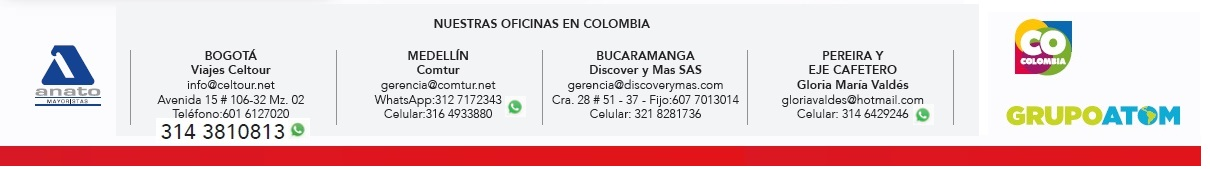 NUESTRAS OFICINAS EN COLOMBIA
anato
MAYORISTAS
BOGOTÁ
Viajes Celtour
info@celtour.net
Avenida 15 # 106-32 Mz. 02
Teléfono:601 6127020
314 3810813
MEDELLÍN
Comtur
gerencia@comtur.net
WhatsApp:312 7172343
Celular:316 4933880
BUCARAMANGA
Discover y Mas SAS
gerencia@discoverymas.com
Cra. 28 # 51 - 37 - Fijo:607 7013014
Celular: 321 8281736
PEREIRA Y
EJE CAFETERO
Gloria María Valdés
gloriavaldes@hotmail.com
Celular: 314 6429246
CO
COLOMBIA
GRUPOATOM